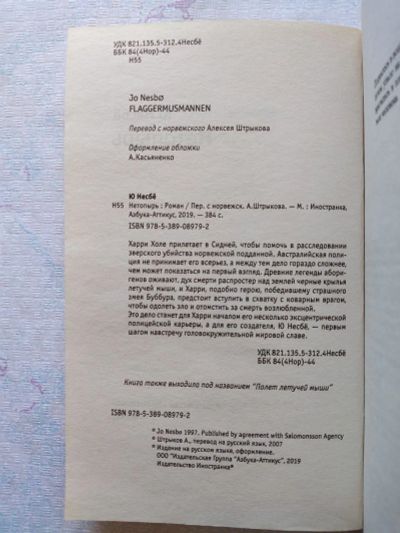 УДК 821.135.5-312.4Несбё
ББК 84(4Нор)-44
Н55
Jo Nesbø
FLAGGERMUSMANNEN
Перевод с норвежского Алексея Штрыкова
Оформление обложки
А.Касьяненко
Ю Несбё
Н55 Нетопырь : Роман / Пер. с норвежск. А.Штрыкова. — М. : Иностранка,
Азбука-Аттикус, 2019. — 384 с.
ISBN 978-5-389-08979-2
Харри Холе прилетает в Сидней, чтобы помочь в расследовании
зверского убийства норвежской подданной. Австралийская поли-
ция не принимает его всерьез, а между тем дело гораздо сложнее,
чем может показаться на первый взгляд. Древние легенды абори-
генов оживают, дух смерти распростер над землей черные крылья
летучей мыши, и Харри, подобно герою, победившему страшного
змея Буббура, предстоит вступить в схватку с коварным врагом,
чтобы одолеть зло и отомстить за смерть возлюбленной.
Это дело станет для Харри началом его несколько эксцентрической
полицейской карьеры, а для его создателя, Ю Несбё, — первым
шагом навстречу головокружительной мировой славе.
УДК 821.135.5-312.4Несбё
ББК 84(4Нор)-44
Книга также выходила под названием "Полет летучей мыши"
ISBN 978-5-389-08979-2
© Jo Nesbø 1997. Published by agreement with Salomonsson Agency
© Штрыков А., перевод на русский язык, 2007
© Издание на русском языке, оформление.
ООО "Издательская Группа "Азбука-Аттикус", 2019
Издательство Иностранка®